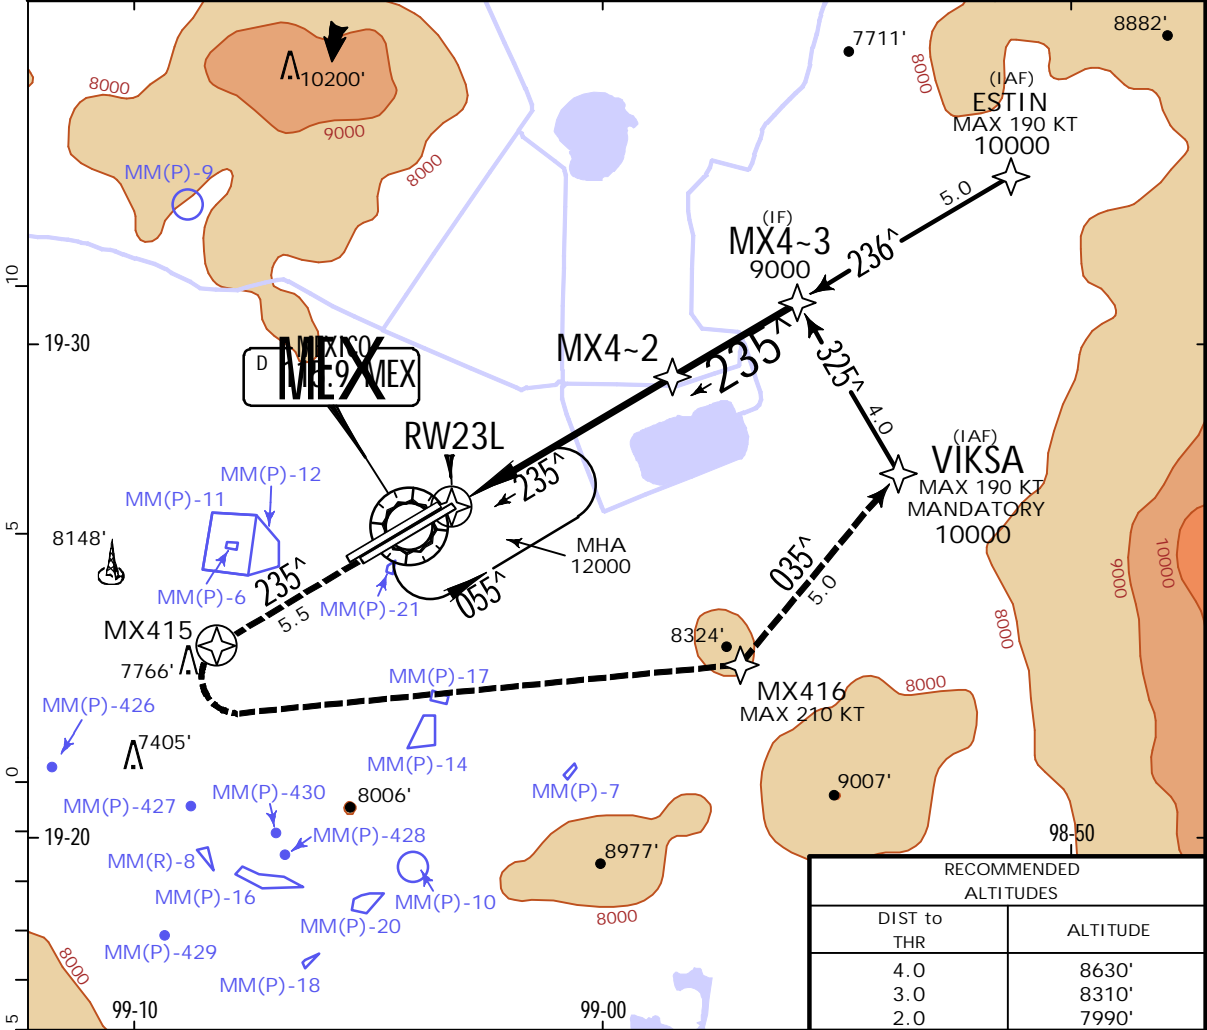 8882'
7711'
8000
(IAF)
ESTIN
MAX 190 KT
10000
10200'
8000
9000
8000
MM(P)-9
5.0
(IF)
MX4~3
9000
236^
10
19-30
MEXICO
D
MEX
MEX
MX4~2
235^
325^
4.0
RW23L
(IAF)
VIKSA
MAX 190 KT
MANDATORY
10000
MM(P)-12
MM(P)-11
235^
5
8148'
MHA
12000
10000
9000
8000
MM(P)-6
235^
5.5
MM(P)-21
055^
035^
5.0
MX415
8324'
7766'
MM(P)-17
MX416
MAX 210 KT
8000
MM(P)-426
7405'
MM(P)-14
0
MM(P)-430
8006'
MM(P)-7
9007'
MM(P)-427
MM(P)-428
19-20
98-50
MM(R)-8
8977'
MM(P)-16
MM(P)-10
MM(P)-20
8000
MM(P)-429
8000
MM(P)-18
99-10
99-00
5
RECOMMENDED
ALTITUDES
DIST to
THR
ALTITUDE
4.0 8630'
3.0 8310'
2.0 7990'